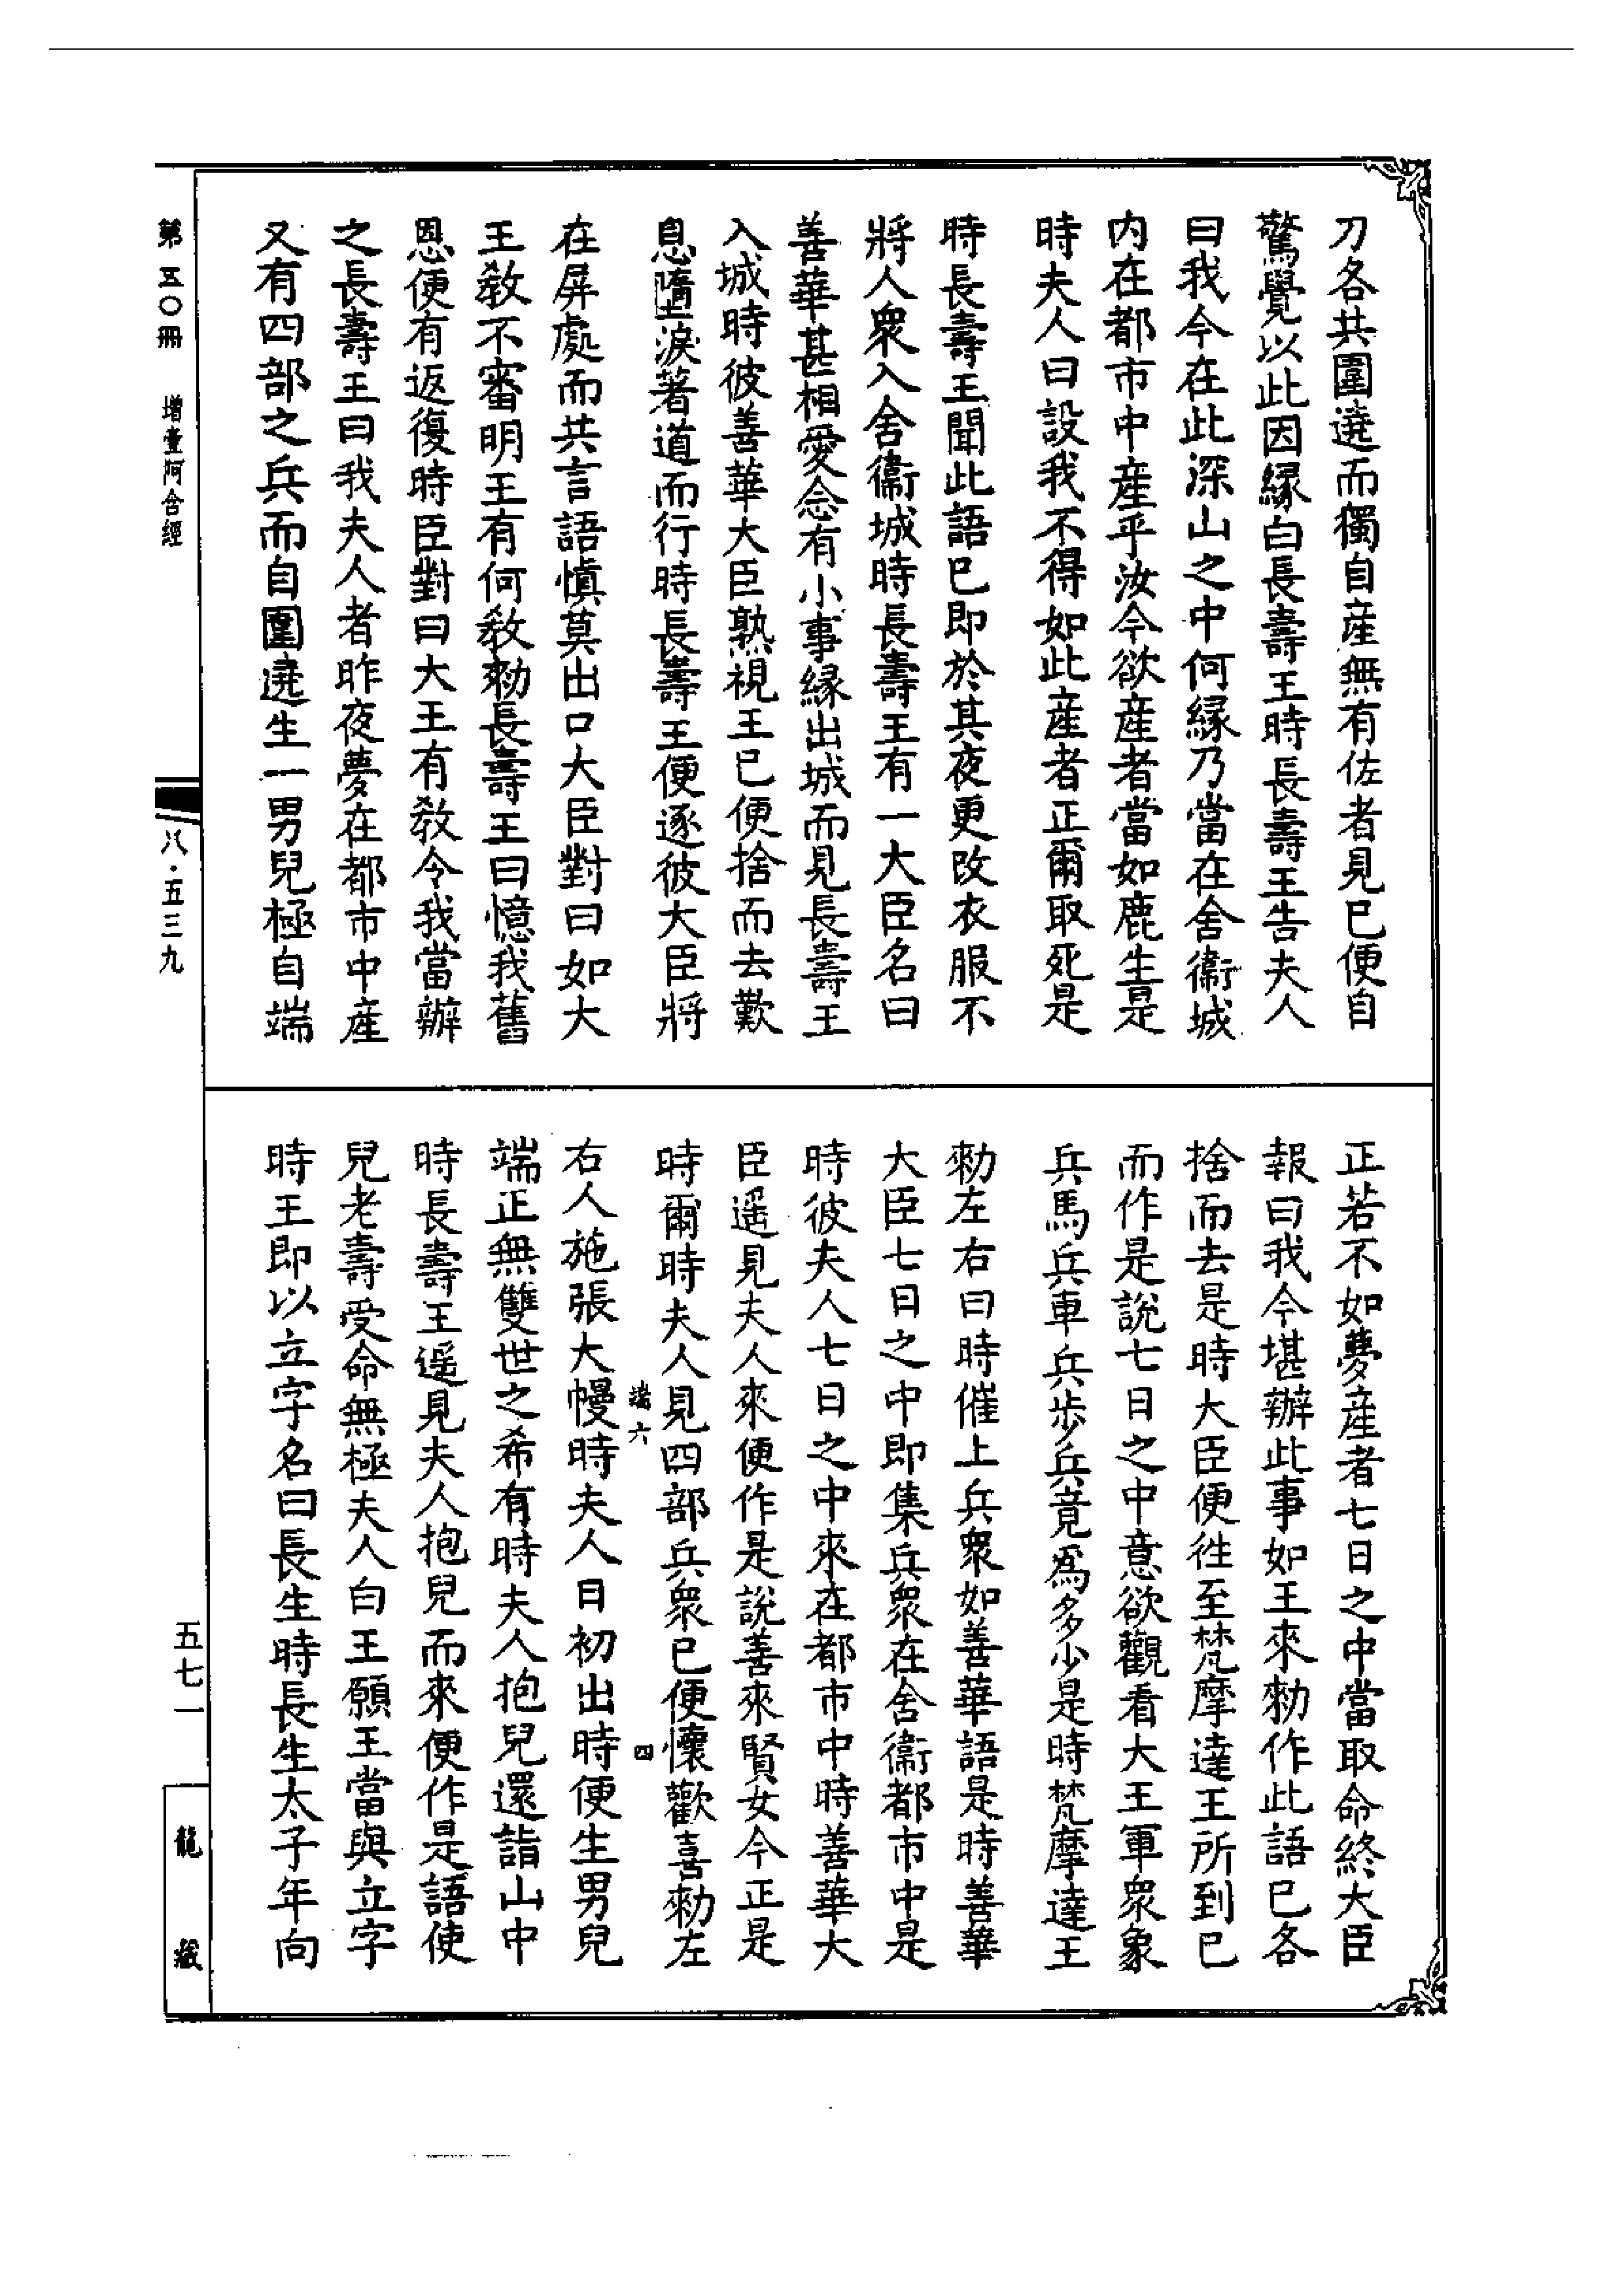 刀各共圍遶而獨自産無有佐者見已便自
驚覺以此因緣白長壽王時長壽王告夫人
曰我今在此深山之中何緣乃當在舍衞城
内在都市中産乎汝今欲産者當如鹿生是
時夫人曰設我不得如此産者正爾取死是
時長壽王聞此語已即於其夜更改衣服不
將人衆入舍衞城時長壽王有一大臣名曰
善華甚相愛念有小事緣出城而見長壽王
入城時彼善華大臣熟視王已便捨而去歎
息墮淚著道而行時長壽王便逐彼大臣將
在屏處而共言語慎莫出口大臣對曰如大
王敎不審明王有何敎勑長壽王曰憶我舊
恩便有返復時臣對曰大王有敎令我當辦
之長壽王曰我夫人者昨夜夢在都市中産
又有四部之兵而自圍遶生一男兒極自端
正若不如夢産者七日之中當取命終大臣
報曰我今堪辦此事如王來勑作此語已各
捨而去是時大臣便徃至梵摩達王所到已
而作是說七日之中意欲觀看大王軍衆象
兵馬兵車兵步兵竟爲多少是時梵摩達王
勑左右曰時催上兵衆如善華語是時善華
大臣七日之中即集兵衆在舍衞都市中是
時彼夫人七日之中來在都市中時善華大
臣遥見夫人來便作是說善來賢女今正是
時爾時夫人見四部兵衆已便懷歡喜勑左
端六
四
右人施張大幔時夫人日初出時便生男兒
端正無雙世之希有時夫人抱兒還詣山中
時長壽王遥見夫人抱兒而來便作是語使
兒老壽受命無極夫人白王願王當與立字
時王即以立字名曰長生時長生太子年向
第五〇冊 增壹阿含經
八·五三九
五七一
龍藏